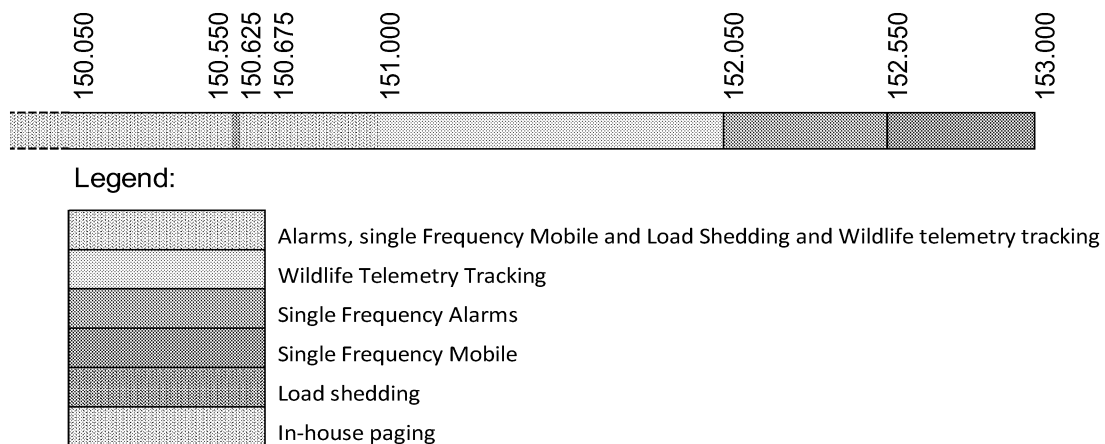 150.050
150.550
150.625
150.675
151.000
152.050
152.550
153.000
Legend:
Alarms, single Frequency Mobile and Load Shedding and Wildlife telemetry tracking
Wildlife Telemetry Tracking
Single Frequency Alarms
Single Frequency Mobile
Load shedding
In-house paging